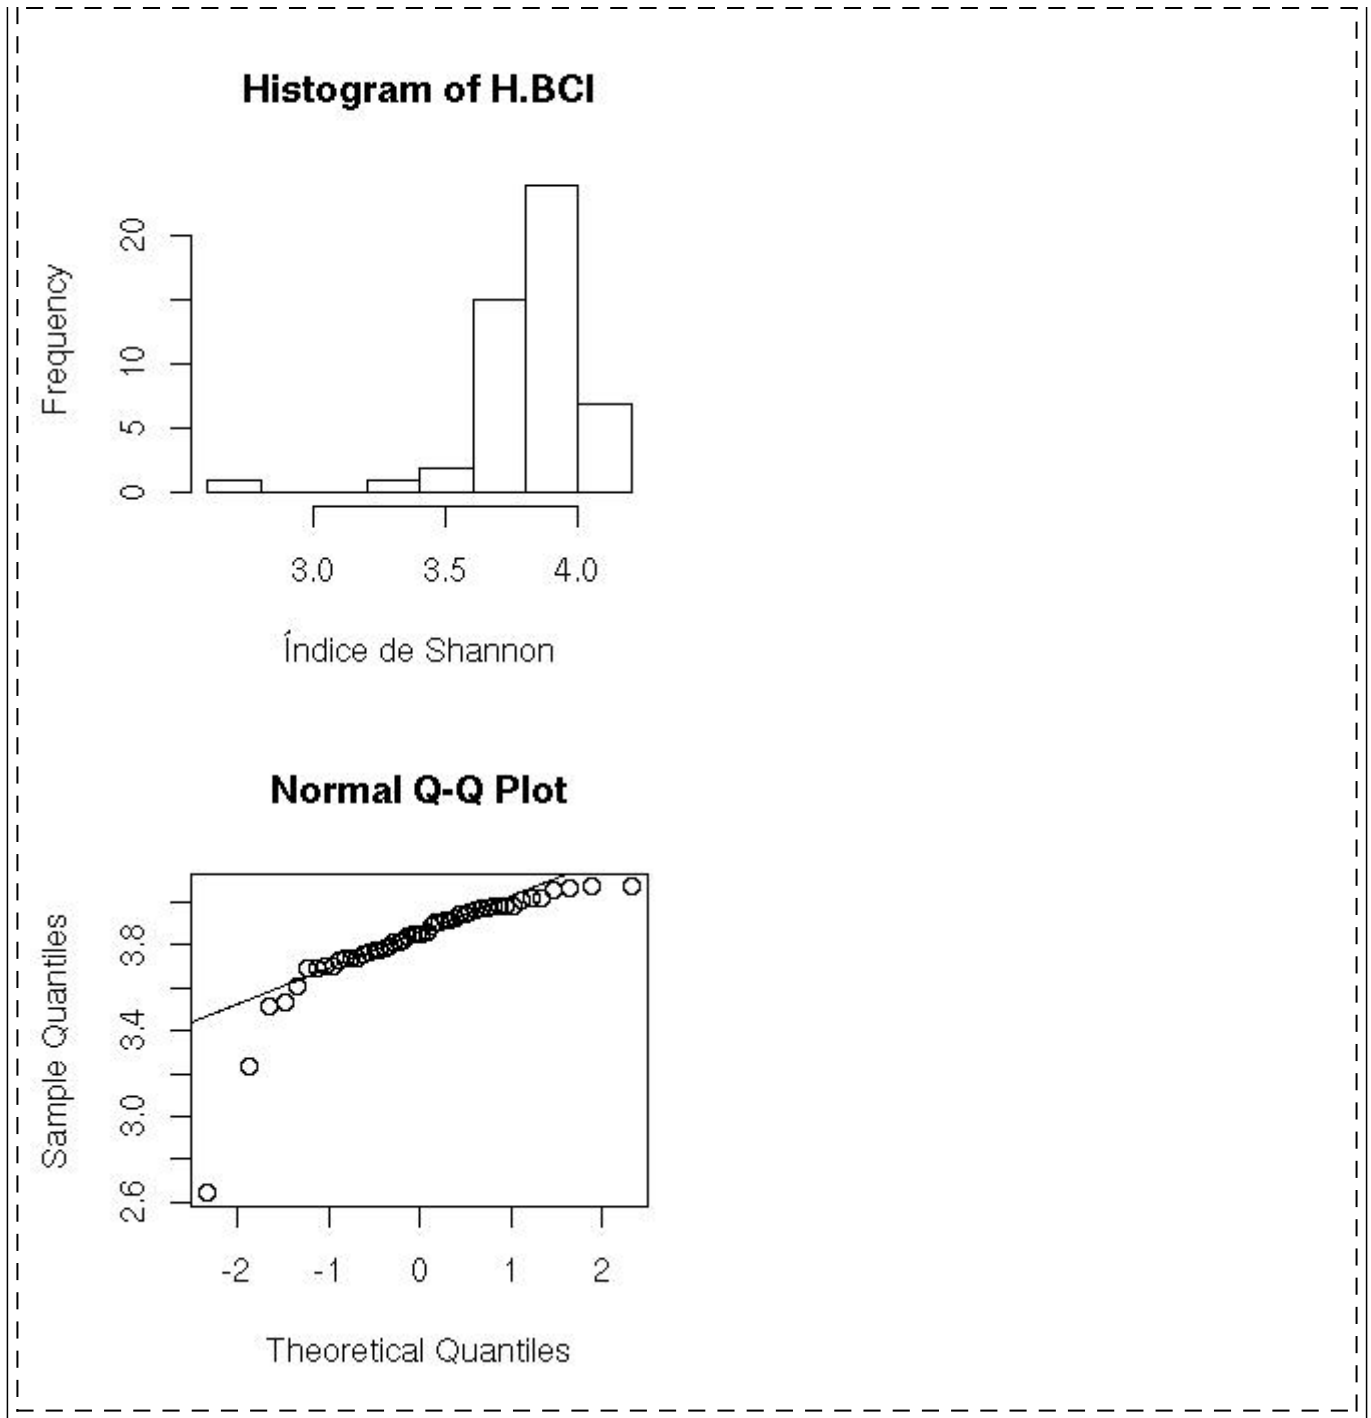 Histogram of H.BCI
Frequency
20
10
5
0
3.0 3.5 4.0
Índice de Shannon
Normal Q-Q Plot
Sample Quantiles
3.8
3.4
3.0
2.6
-2 -1 0 1 2
Theoretical Quantiles